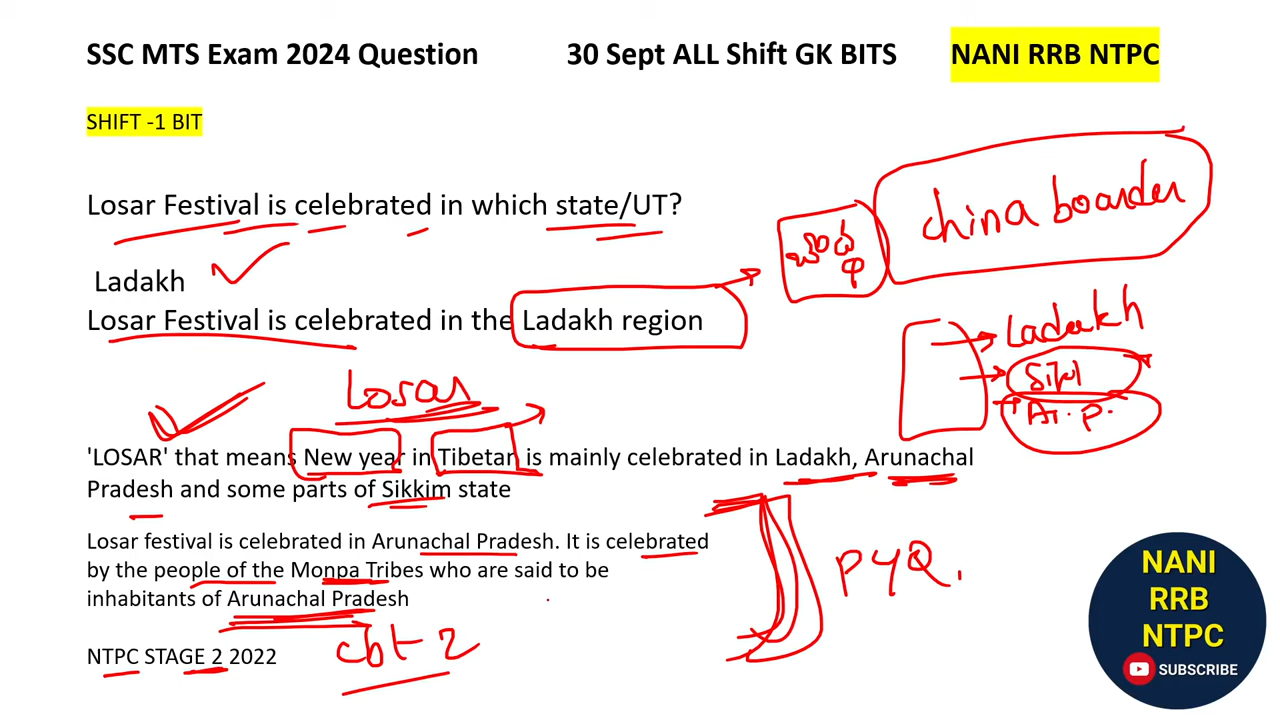 SSC MTS Exam 2024 Question 30 Sept ALL Shift GK BITS NANI RRB NTPC
SHIFT -1 BIT
Losar Festival is celebrated in which state/UT?
china boarder
Ladakh
Losar Festival is celebrated in the Ladakh region
Ladakh
Ar.p.
Losar
'LOSAR' that means New year in Tibetan is mainly celebrated in Ladakh, Arunachal
Pradesh and some parts of Sikkim state
Losar festival is celebrated in Arunachal Pradesh. It is celebrated
by the people of the Monpa Tribes who are said to be
inhabitants of Arunachal Pradesh
PYQ.
cbt 2
NTPC STAGE 2 2022
NANI
RRB
NTPC
SUBSCRIBE